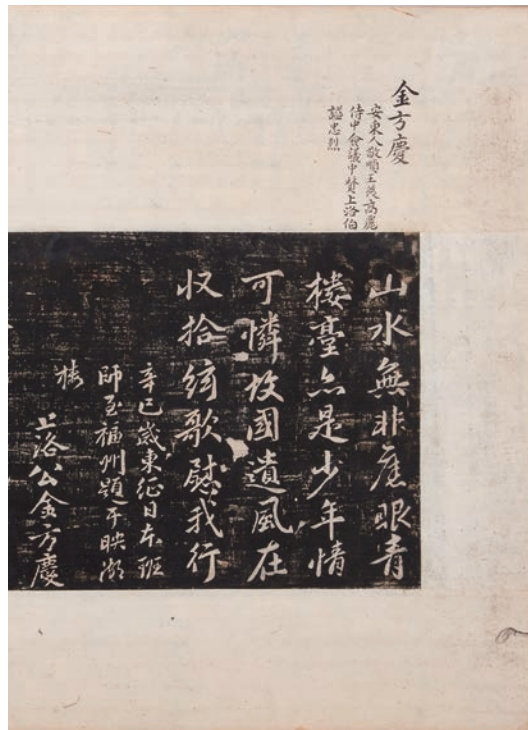 金方慶
安東人敬順王後高麗
侍中僉議中贊上洛伯
謚忠烈
山水無非舊眼青
樓臺亦是少年情
可憐故國遺風在
収拾絃歌慰我行
辛巳歲東征日本班
師至福州題于映湖
樓
上洛公金方慶